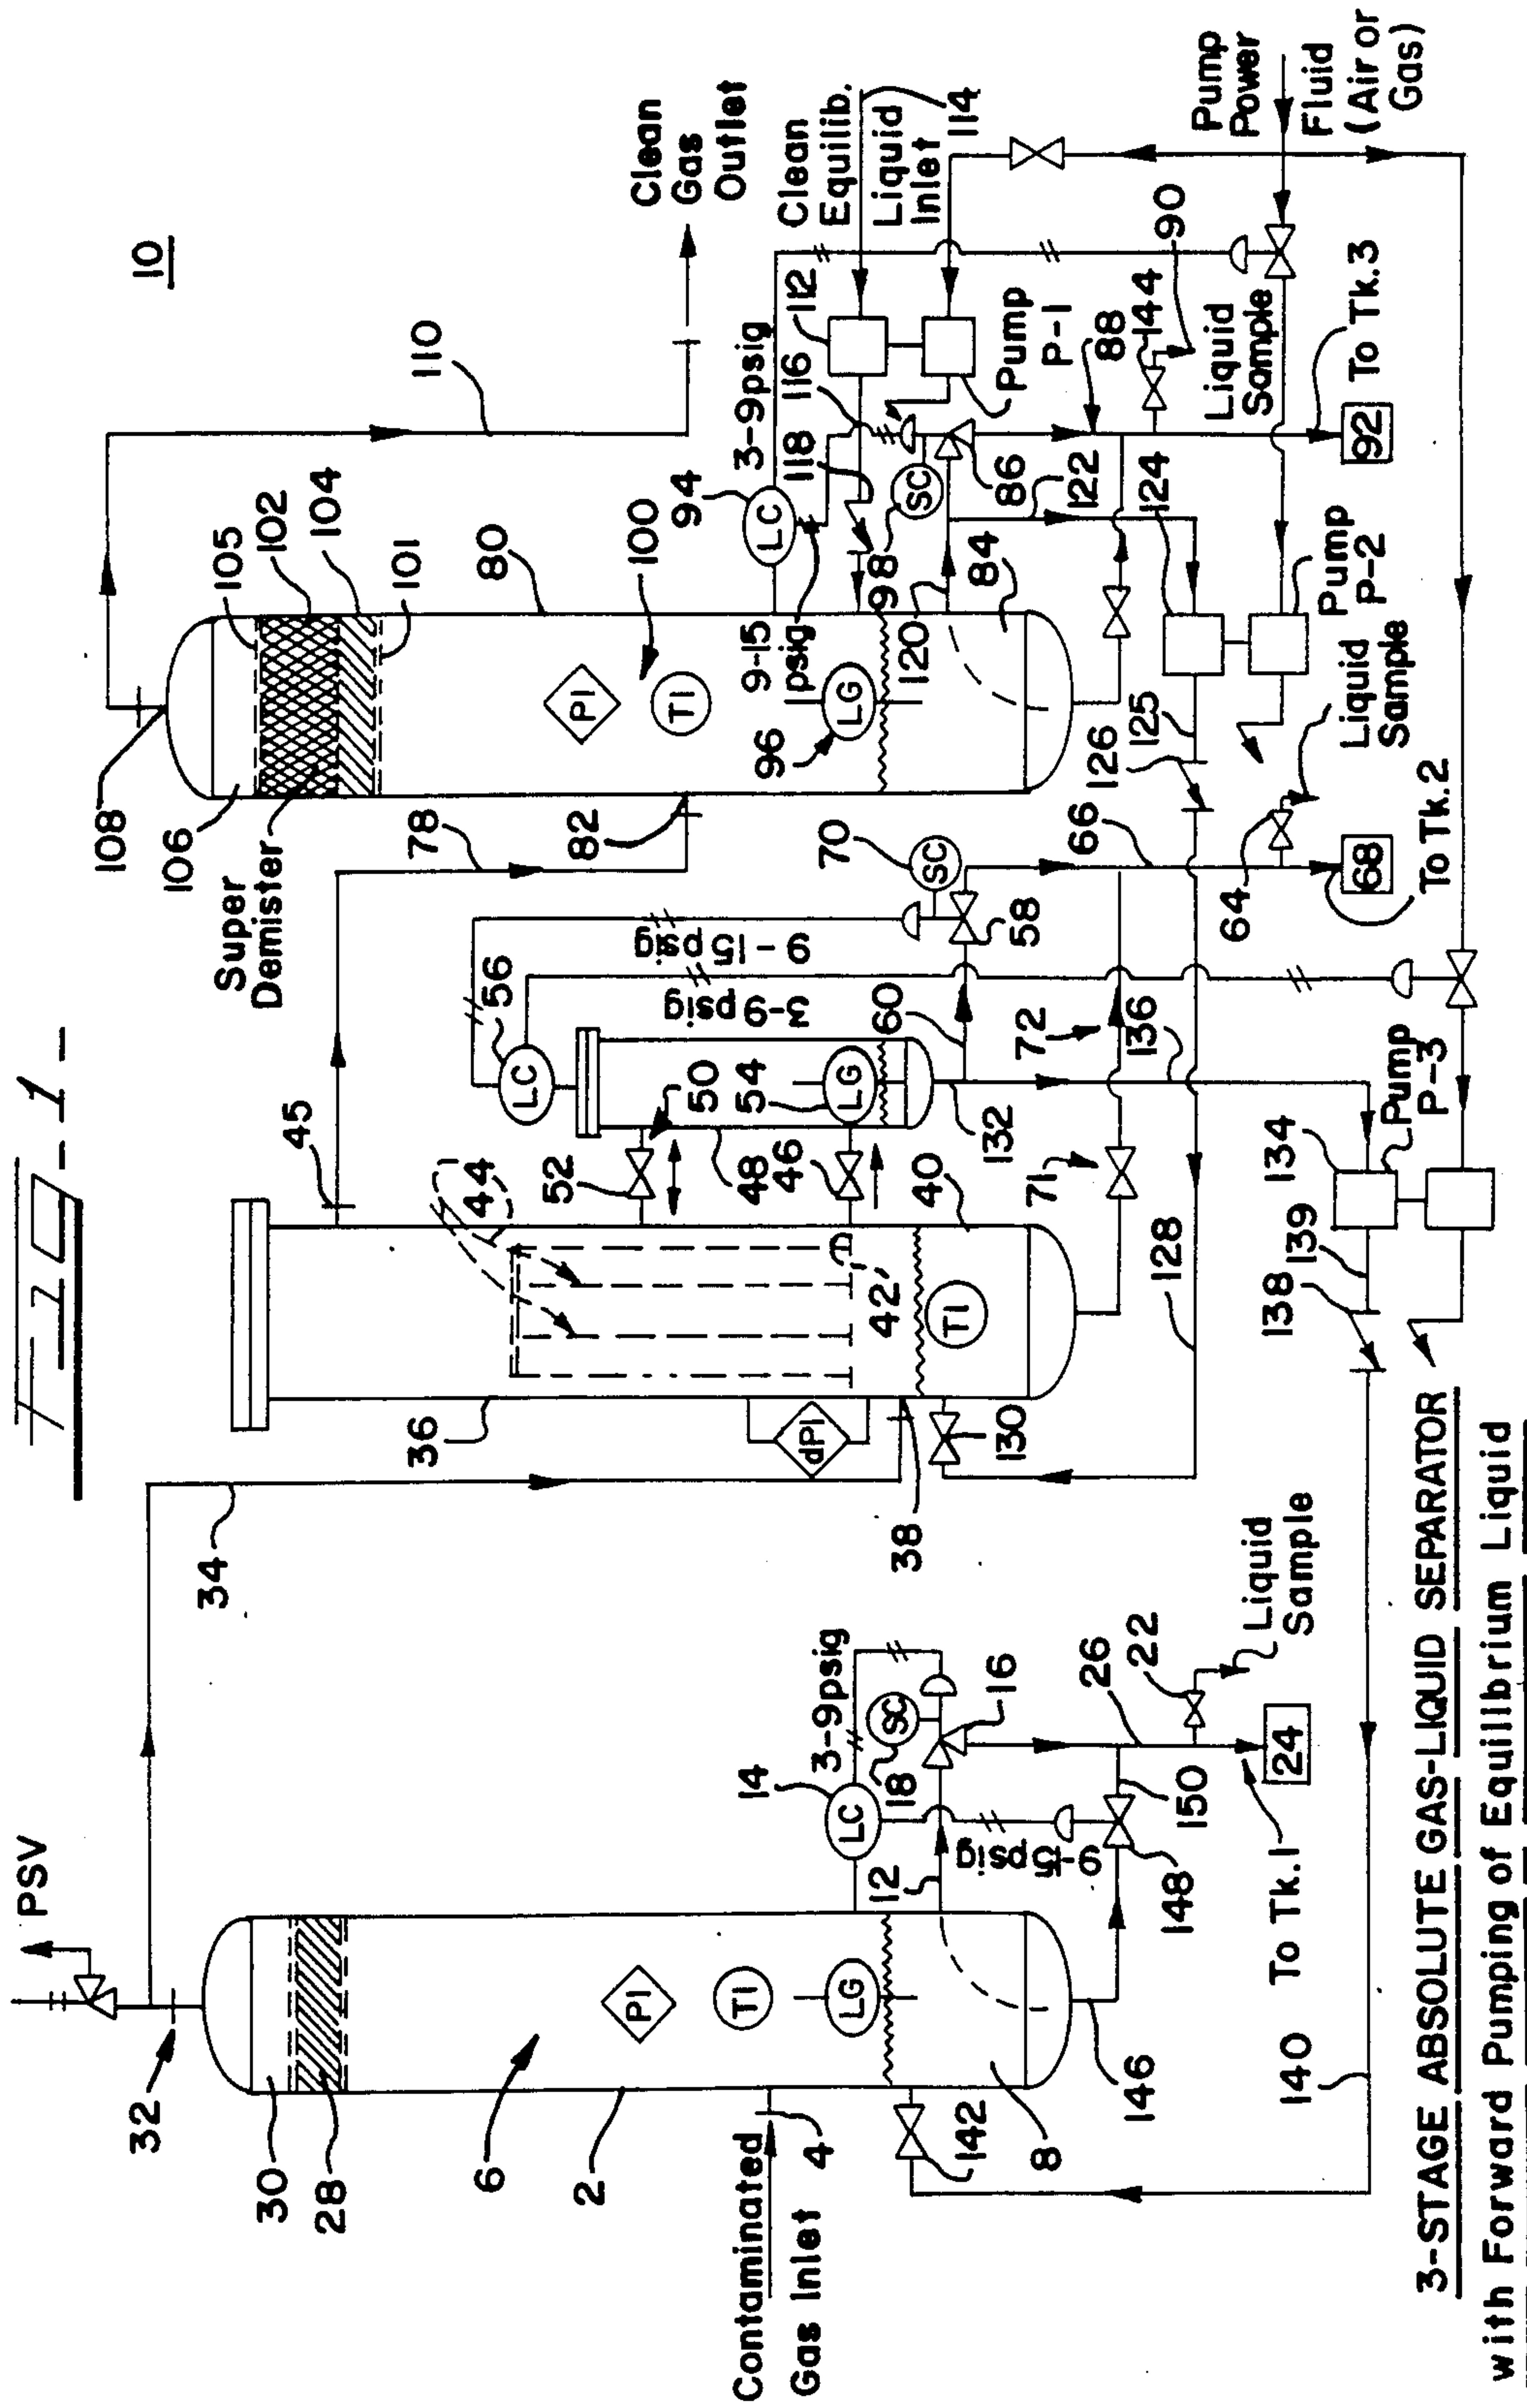 Fig. 1
10
PSV
32
30
28
6
2
Contaminated
Gas Inlet
4
PI
TI
LG
142
8
146
140
12
14
LC
3-9psig
SC
18
16
9-15
psig
148
150
26
22
Liquid
Sample
24
To Tk.1
34
36
38
dPI
130
128
TI
40
42
44
45
52
50
48
46
54
LG
56
LC
9-15 psig
3-9psig
60
58
70
SC
132
71
72
136
66
64
Liquid
Sample
68
To Tk.2
134
Pump
P-3
139
138
78
82
Super
Demister
106
108
105
102
104
101
80
100
PI
TI
LG
96
9-15
psig
94
LC
3-9psig
110
Clean
Gas
Outlet
Clean
Equilib.
Liquid
Inlet
114
112
116
118
98
SC
120
84
86
Pump
P-1
122
88
144
90
Liquid
Sample
92
To Tk.3
124
125
126
Pump
P-2
Pump
Power
Fluid
(Air or
Gas)
3-STAGE ABSOLUTE GAS-LIQUID SEPARATOR
with Forward Pumping of Equilibrium Liquid